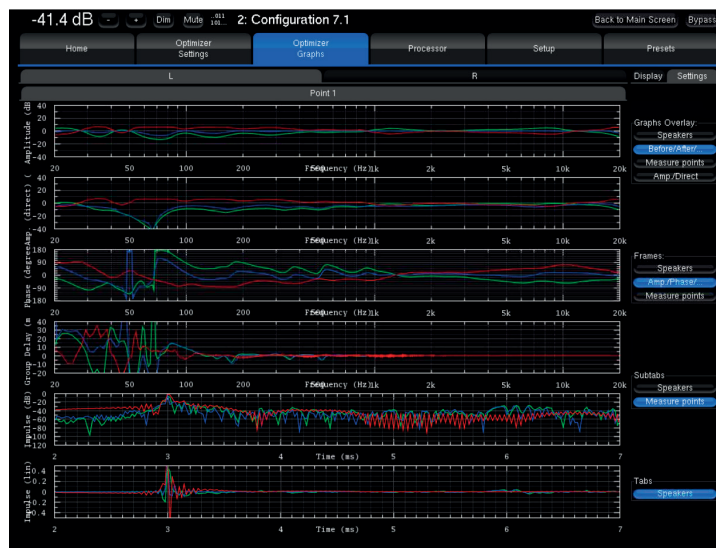 -41.4 dB - + Dim Mute ..011 101... 2: Configuration 7.1 Back to Main Screen Bypass
Home Optimizer Settings Optimizer Graphs Processor Setup Presets
L R Display Settings
Point 1
Amplitude (dB
40
20
0
-20
-40
20 50 100 200 Frequency (Hz) 1k 2k 5k 10k 20k
Amp. (direct) (
40
20
0
-20
-40
20 50 100 200 Frequency (Hz) 1k 2k 5k 10k 20k
Phase (degree
180
90
0
-90
180
20 50 100 200 Frequency (Hz) 1k 2k 5k 10k 20k
Group Delay (m
40
30
20
10
0
-10
-20
20 50 100 200 Frequency (Hz) 1k 2k 5k 10k 20k
Impulse (dB)
0
-20
-40
-60
-80
100
120
2 3 4 Time (ms) 5 6 7
Impulse (lin)
0.4
0.2
0
0.2
0.4
2 3 4 Time (ms) 5 6 7
Graphs Overlay:
Speakers
Before/After/...
Measure points
Amp./Direct
Frames:
Speakers
Amp./Phase/...
Measure points
Subtabs
Speakers
Measure points
Tabs
Speakers